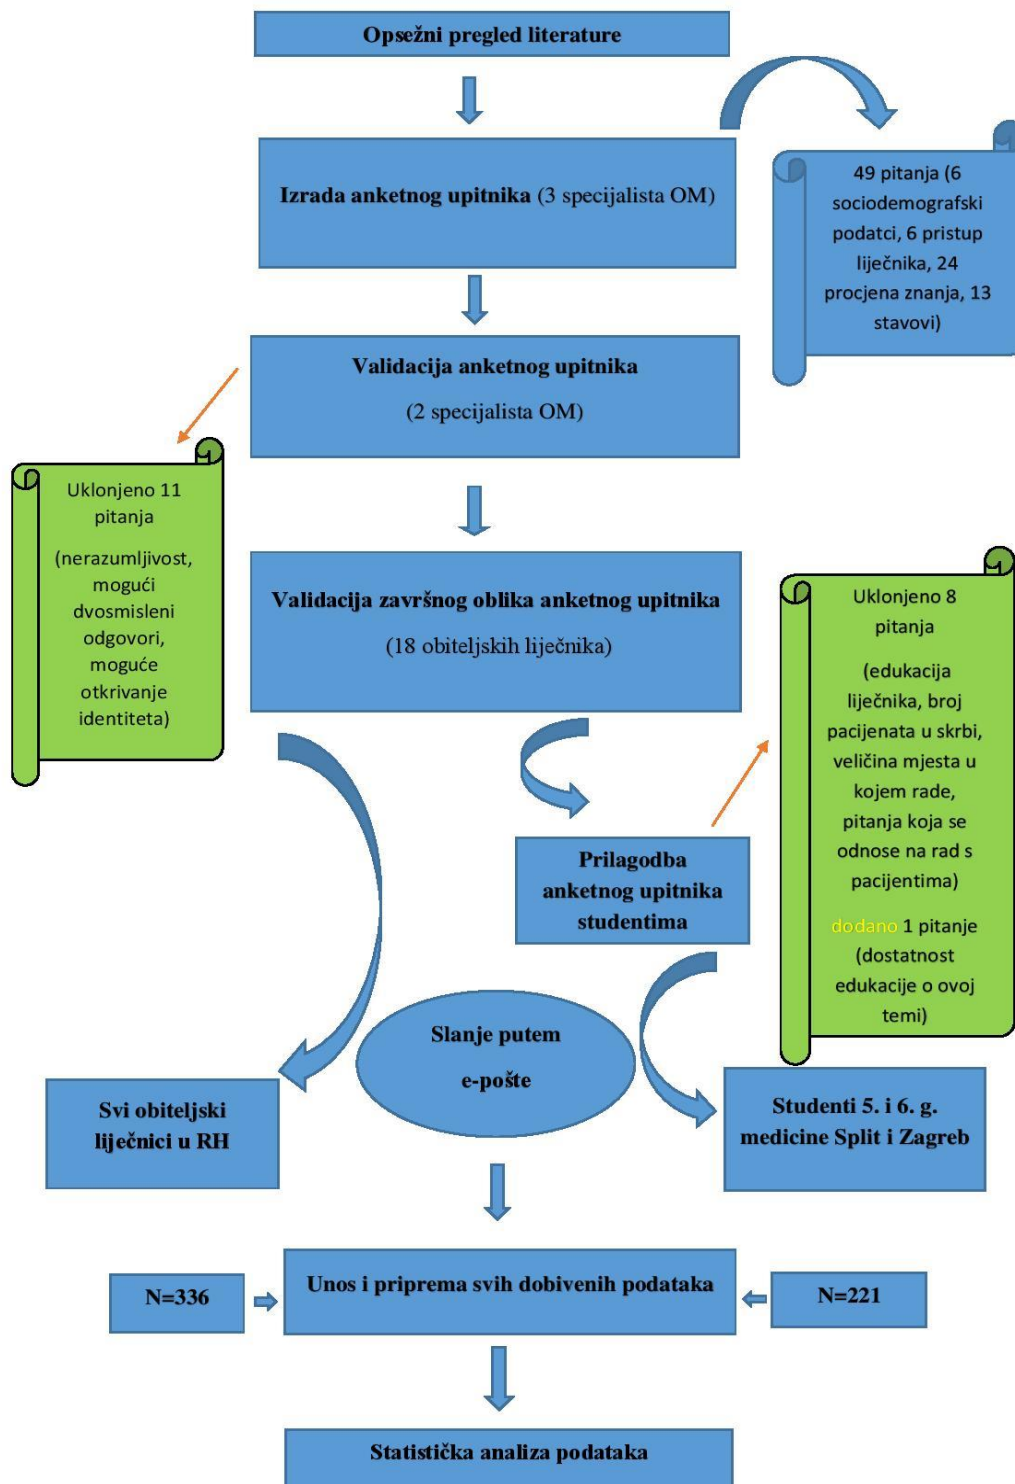 Opsežni pregled literature
Izrada anketnog upitnika (3 specijalista OM)
49 pitanja (6
sociodemografski
podatci, 6 pristup
liječnika, 24
procjena znanja, 13
stavovi)
Validacija anketnog upitnika
(2 specijalista OM)
Uklonjeno 11
pitanja
(nerazumljivost,
mogući
dvosmisleni
odgovori,
moguće
otkrivanje
identiteta)
Validacija završnog oblika anketnog upitnika
(18 obiteljskih liječnika)
Uklonjeno 8
pitanja
(edukacija
liječnika, broj
pacijenata u skrbi,
veličina mjesta u
kojem rade,
pitanja koja se
odnose na rad s
pacijentima)
dodano 1 pitanje
(dostatnost
edukacije o ovoj
temi)
Prilagodba
anketnog upitnika
studentima
Slanje putem
e-pošte
Svi obiteljski
liječnici u RH
Studenti 5. i 6. g.
medicine Split i Zagreb
N=336
Unos i priprema svih dobivenih podataka
N=221
Statistička analiza podataka